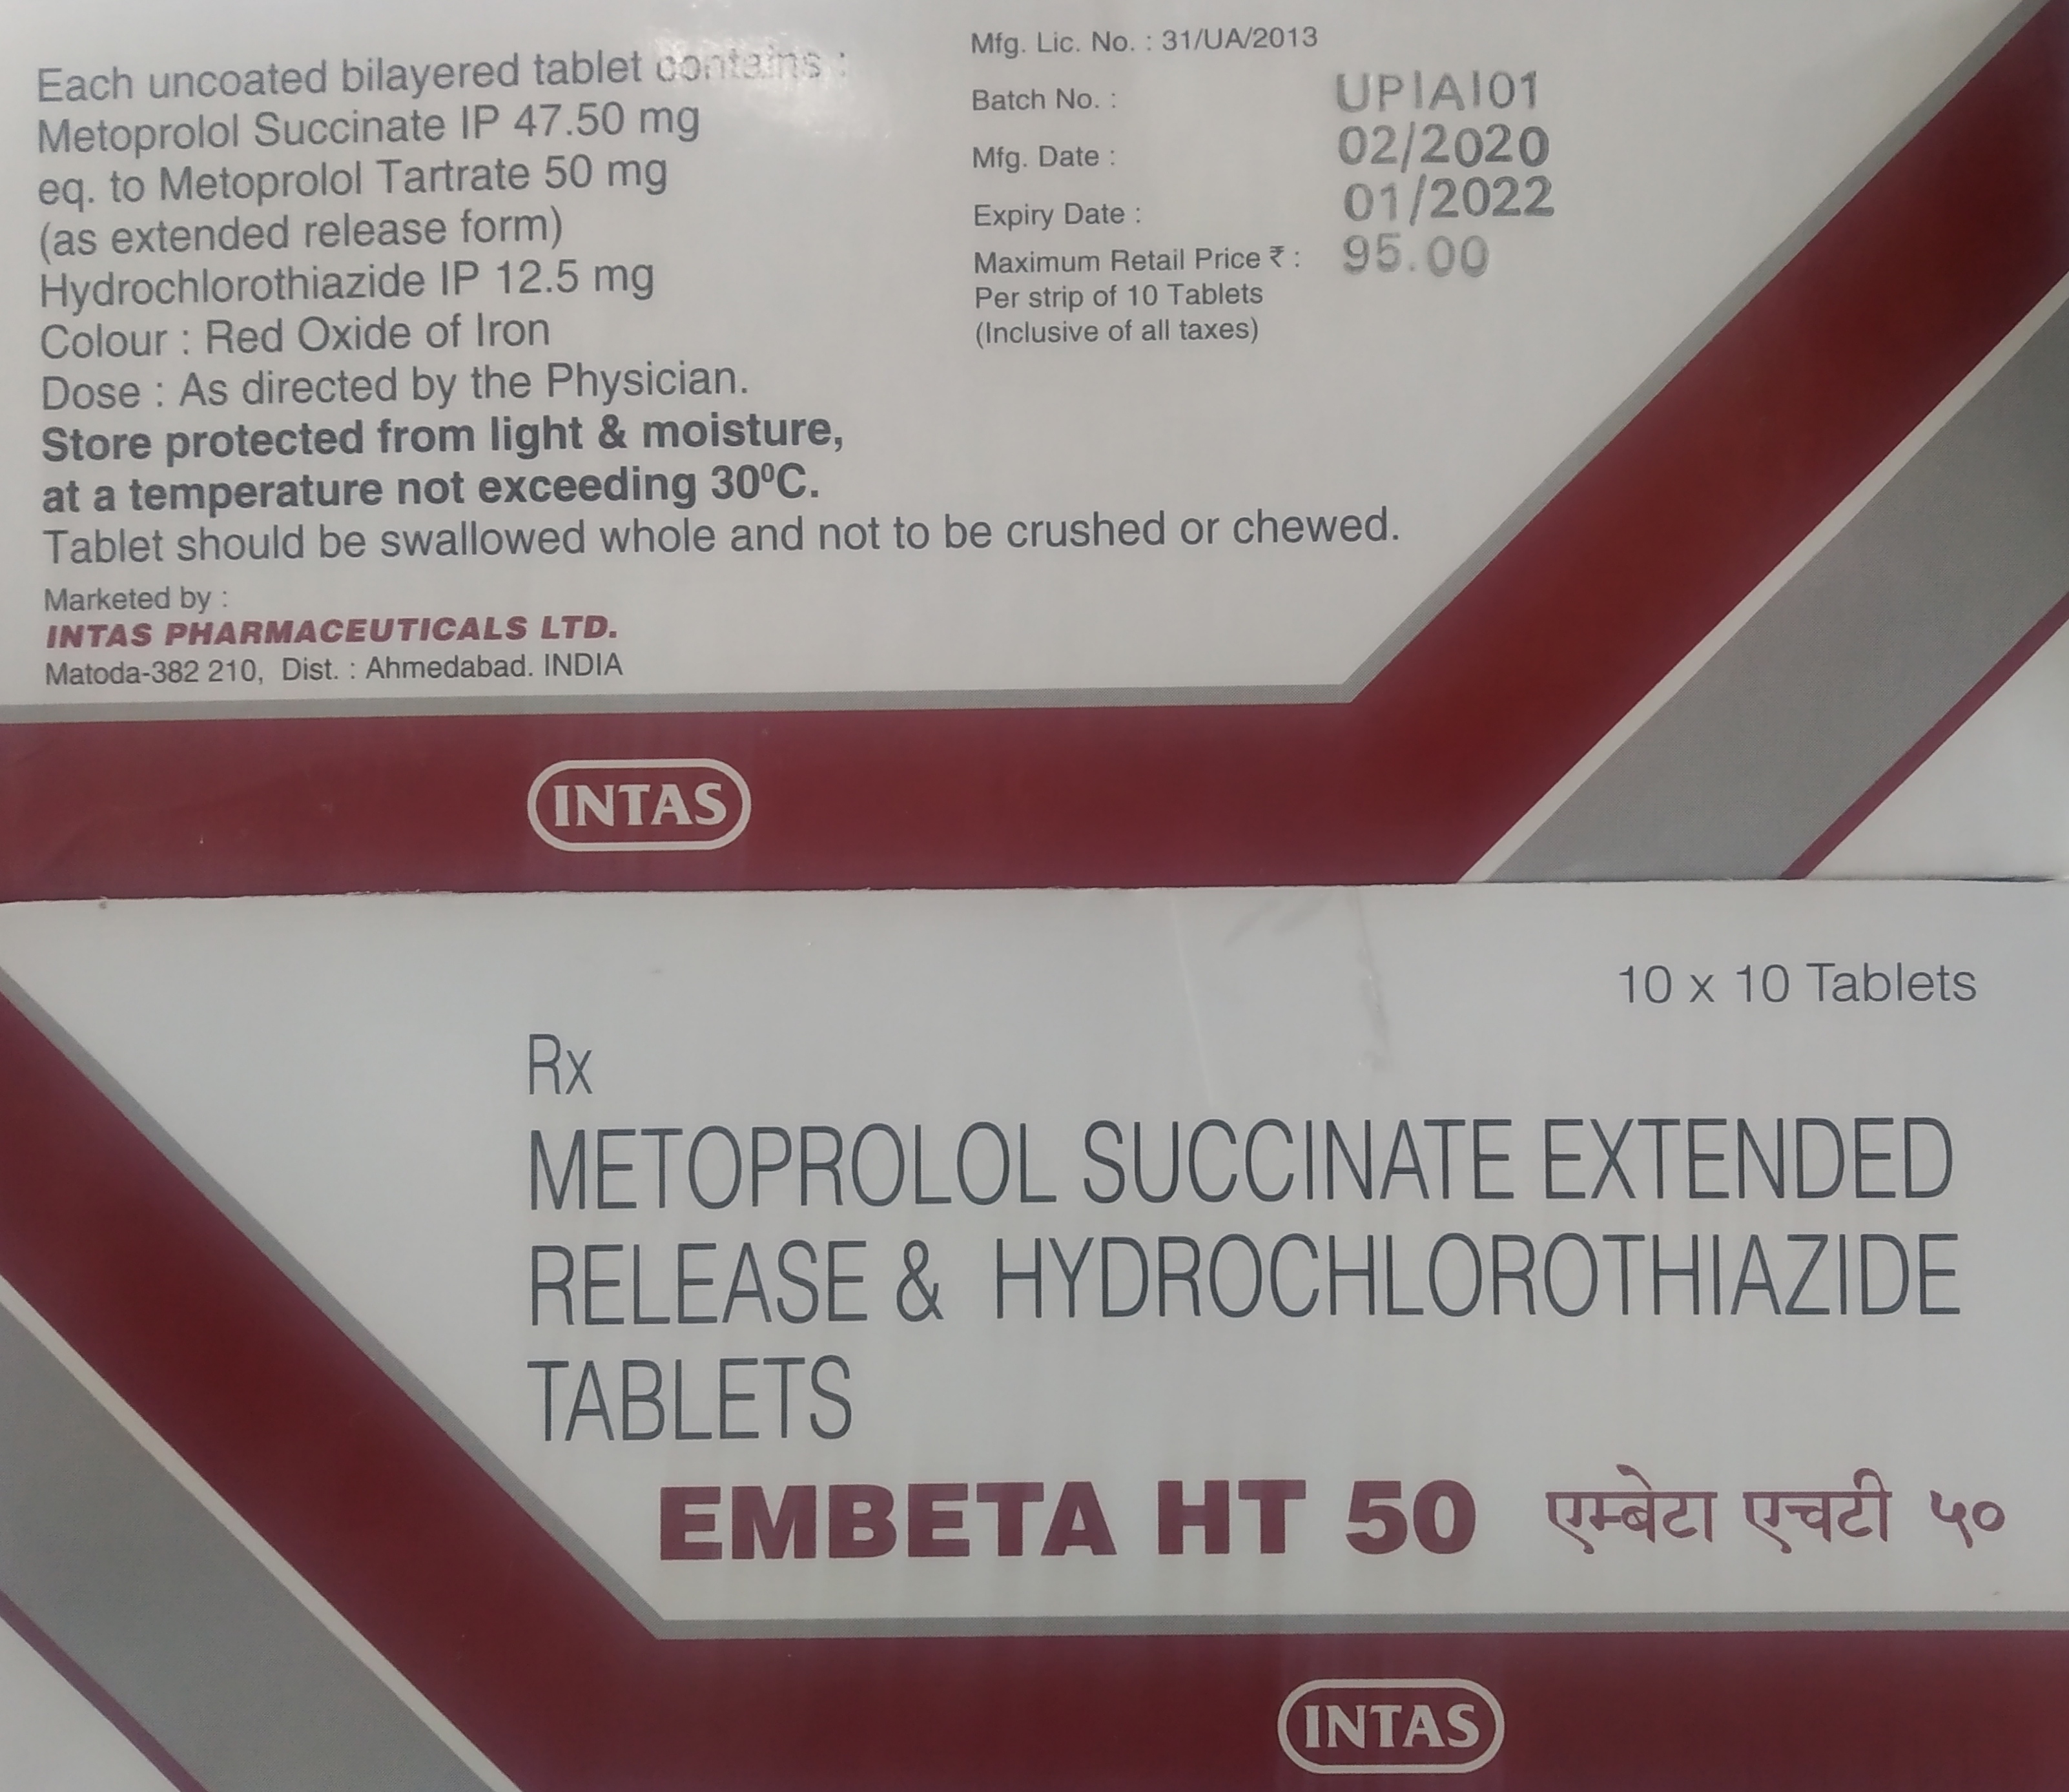 Each uncoated bilayered tablet contains :
Metoprolol Succinate IP 47.50 mg
eq. to Metoprolol Tartrate 50 mg
(as extended release form)
Hydrochlorothiazide IP 12.5 mg
Colour : Red Oxide of Iron
Dose : As directed by the Physician.
Store protected from light & moisture,
at a temperature not exceeding 30⁰C.
Tablet should be swallowed whole and not to be crushed or chewed.
Marketed by :
INTAS PHARMACEUTICALS LTD.
Matoda-382 210, Dist. : Ahmedabad. INDIA
Mfg. Lic. No. : 31/UA/2013
Batch No. : UPIAI01
Mfg. Date : 02/2020
Expiry Date : 01/2022
Maximum Retail Price ₹ : 95.00
Per strip of 10 Tablets
(Inclusive of all taxes)
INTAS
10 x 10 Tablets
Rx
METOPROLOL SUCCINATE EXTENDED
RELEASE & HYDROCHLOROTHIAZIDE
TABLETS
EMBETA HT 50 एम्बेटा एचटी ५०
INTAS